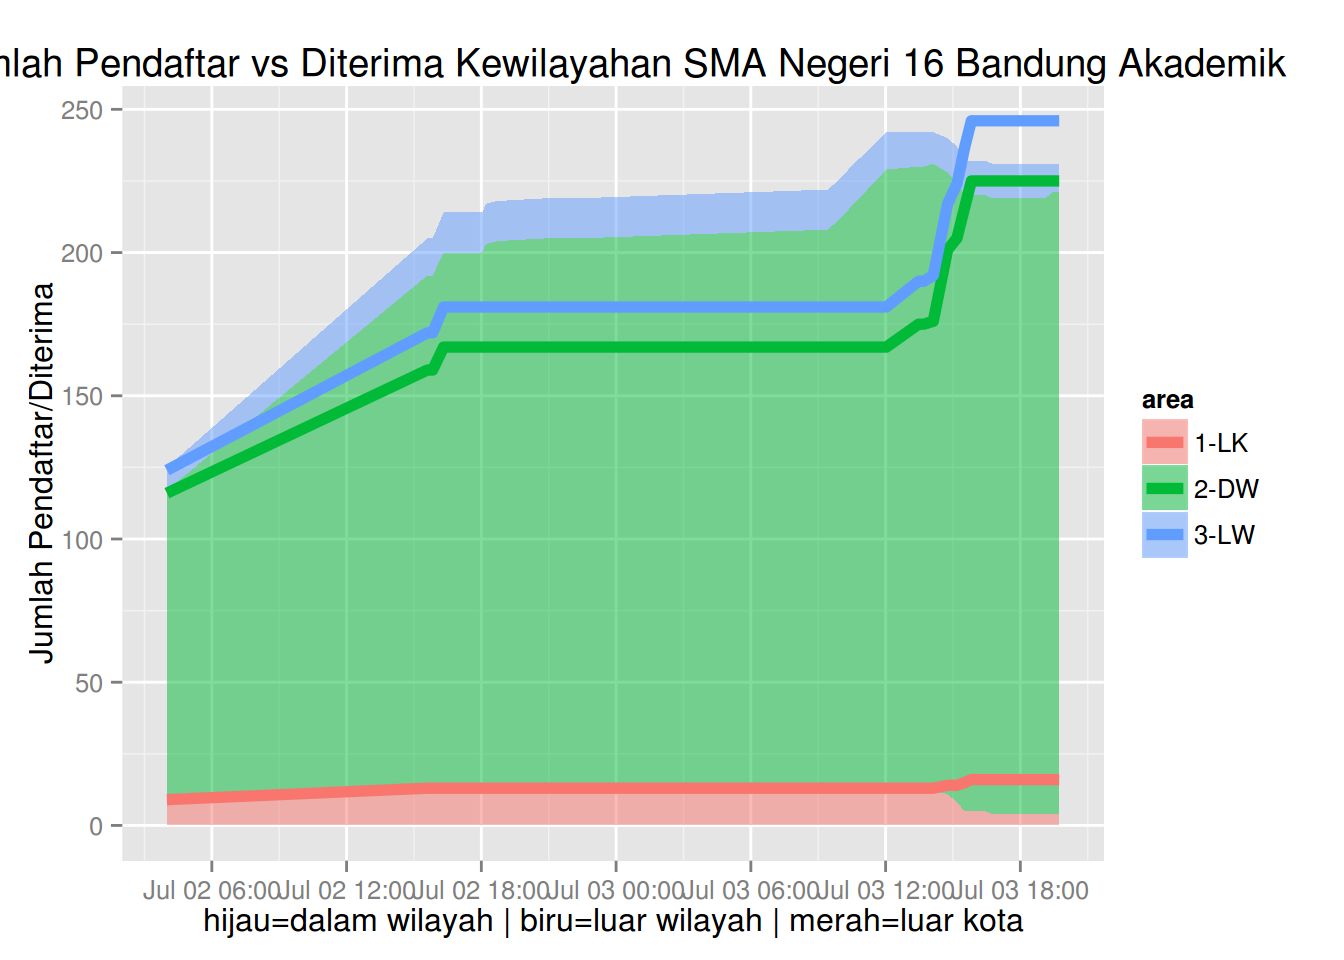 mlah Pendaftar vs Diterima Kewilayahan SMA Negeri 16 Bandung Akademik
Jumlah Pendaftar/Diterima
250
200
150
100
50
0
Jul 02 06:00 Jul 02 12:00 Jul 02 18:00 Jul 03 00:00 Jul 03 06:00 Jul 03 12:00 Jul 03 18:00
hijau=dalam wilayah | biru=luar wilayah | merah=luar kota
area
1-LK
2-DW
3-LW